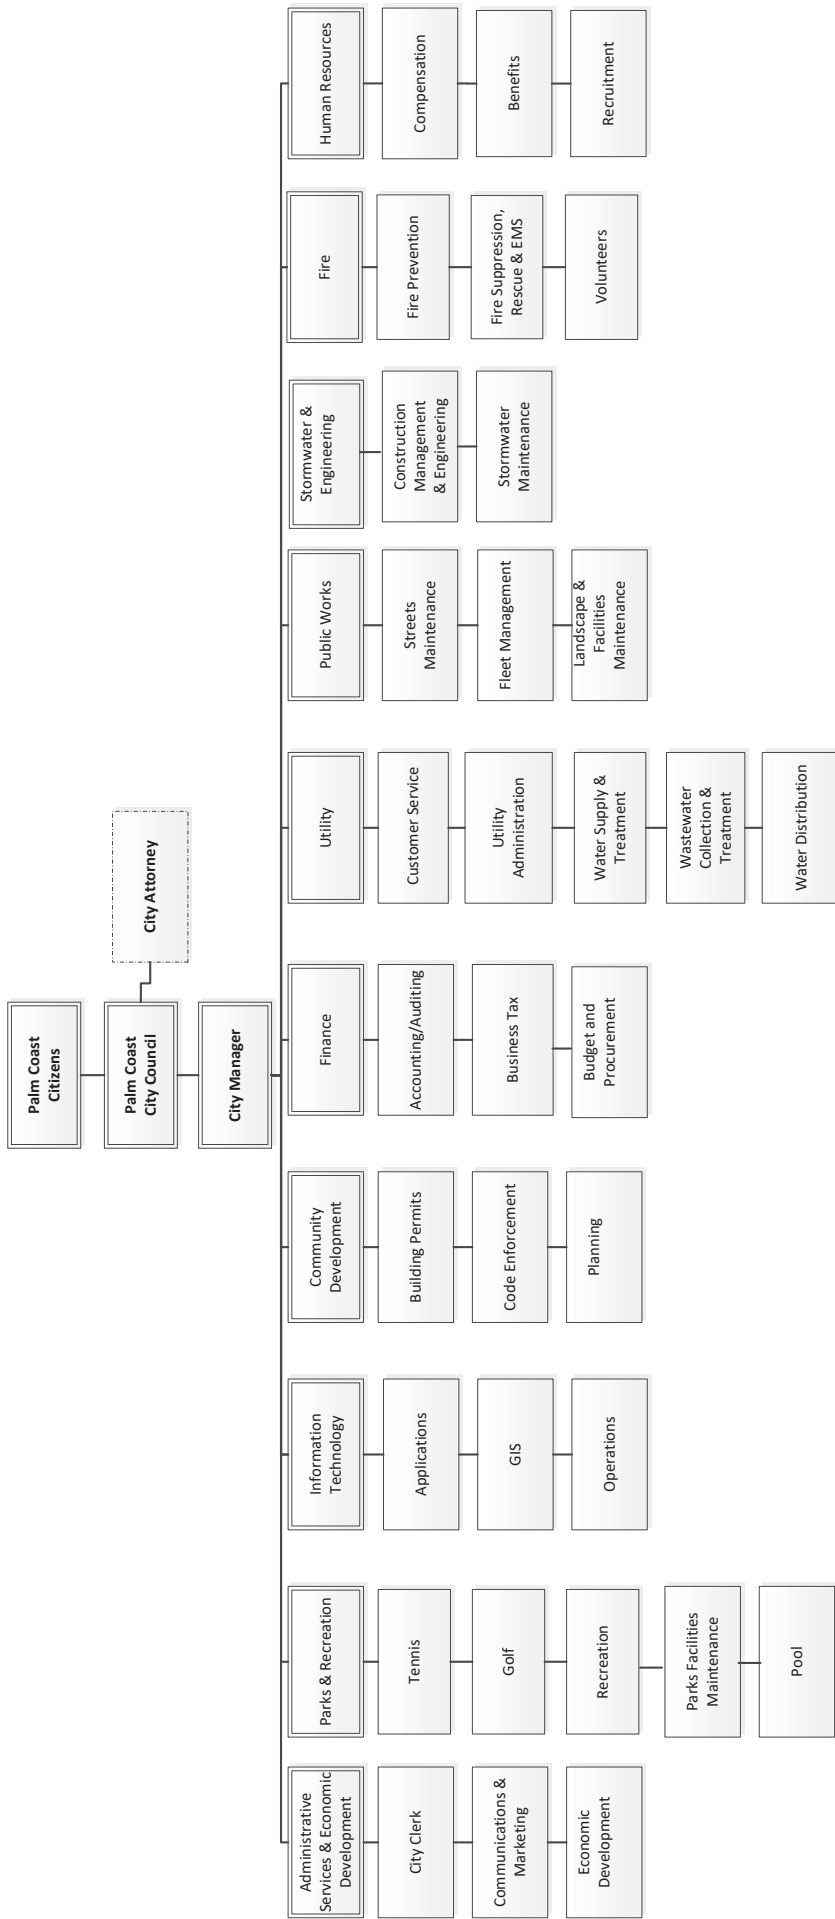 Palm Coast
Citizens
Palm Coast
City Council
City Attorney
City Manager
Administrative
Services & Economic
Development
City Clerk
Communications &
Marketing
Economic
Development
Parks & Recreation
Tennis
Golf
Recreation
Parks Facilities
Maintenance
Pool
Information
Technology
Applications
GIS
Operations
Community
Development
Building Permits
Code Enforcement
Planning
Finance
Accounting/Auditing
Business Tax
Budget and
Procurement
Utility
Customer Service
Utility
Administration
Water Supply &
Treatment
Wastewater
Collection &
Treatment
Water Distribution
Public Works
Streets
Maintenance
Fleet Management
Landscape &
Facilities
Maintenance
Stormwater &
Engineering
Construction
Management
& Engineering
Stormwater
Maintenance
Fire
Fire Prevention
Fire Suppression,
Rescue & EMS
Volunteers
Human Resources
Compensation
Benefits
Recruitment